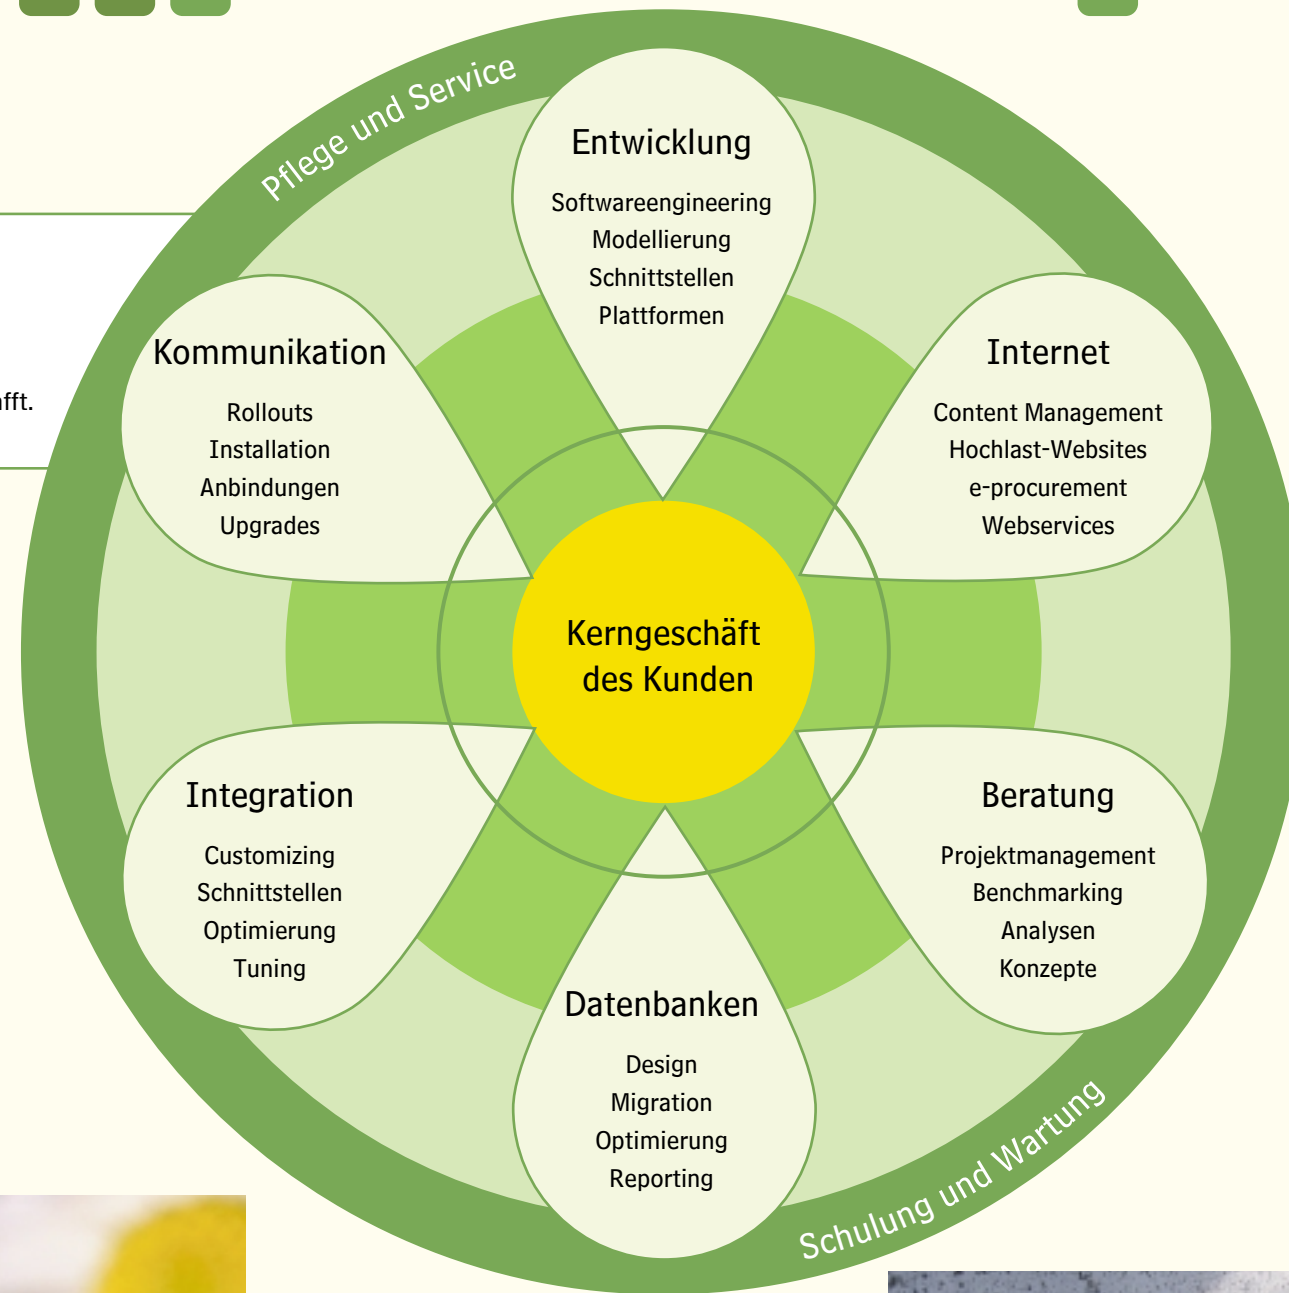 Pflege und Service
Entwicklung
Softwareengineering
Modellierung
Schnittstellen
Plattformen
Kommunikation
Rollouts
Installation
Anbindungen
Upgrades
Internet
Content Management
Hochlast-Websites
e-procurement
Webservices
Kerngeschäft
des Kunden
Integration
Customizing
Schnittstellen
Optimierung
Tuning
Beratung
Projektmanagement
Benchmarking
Analysen
Konzepte
Datenbanken
Design
Migration
Optimierung
Reporting
Schulung und Wartung